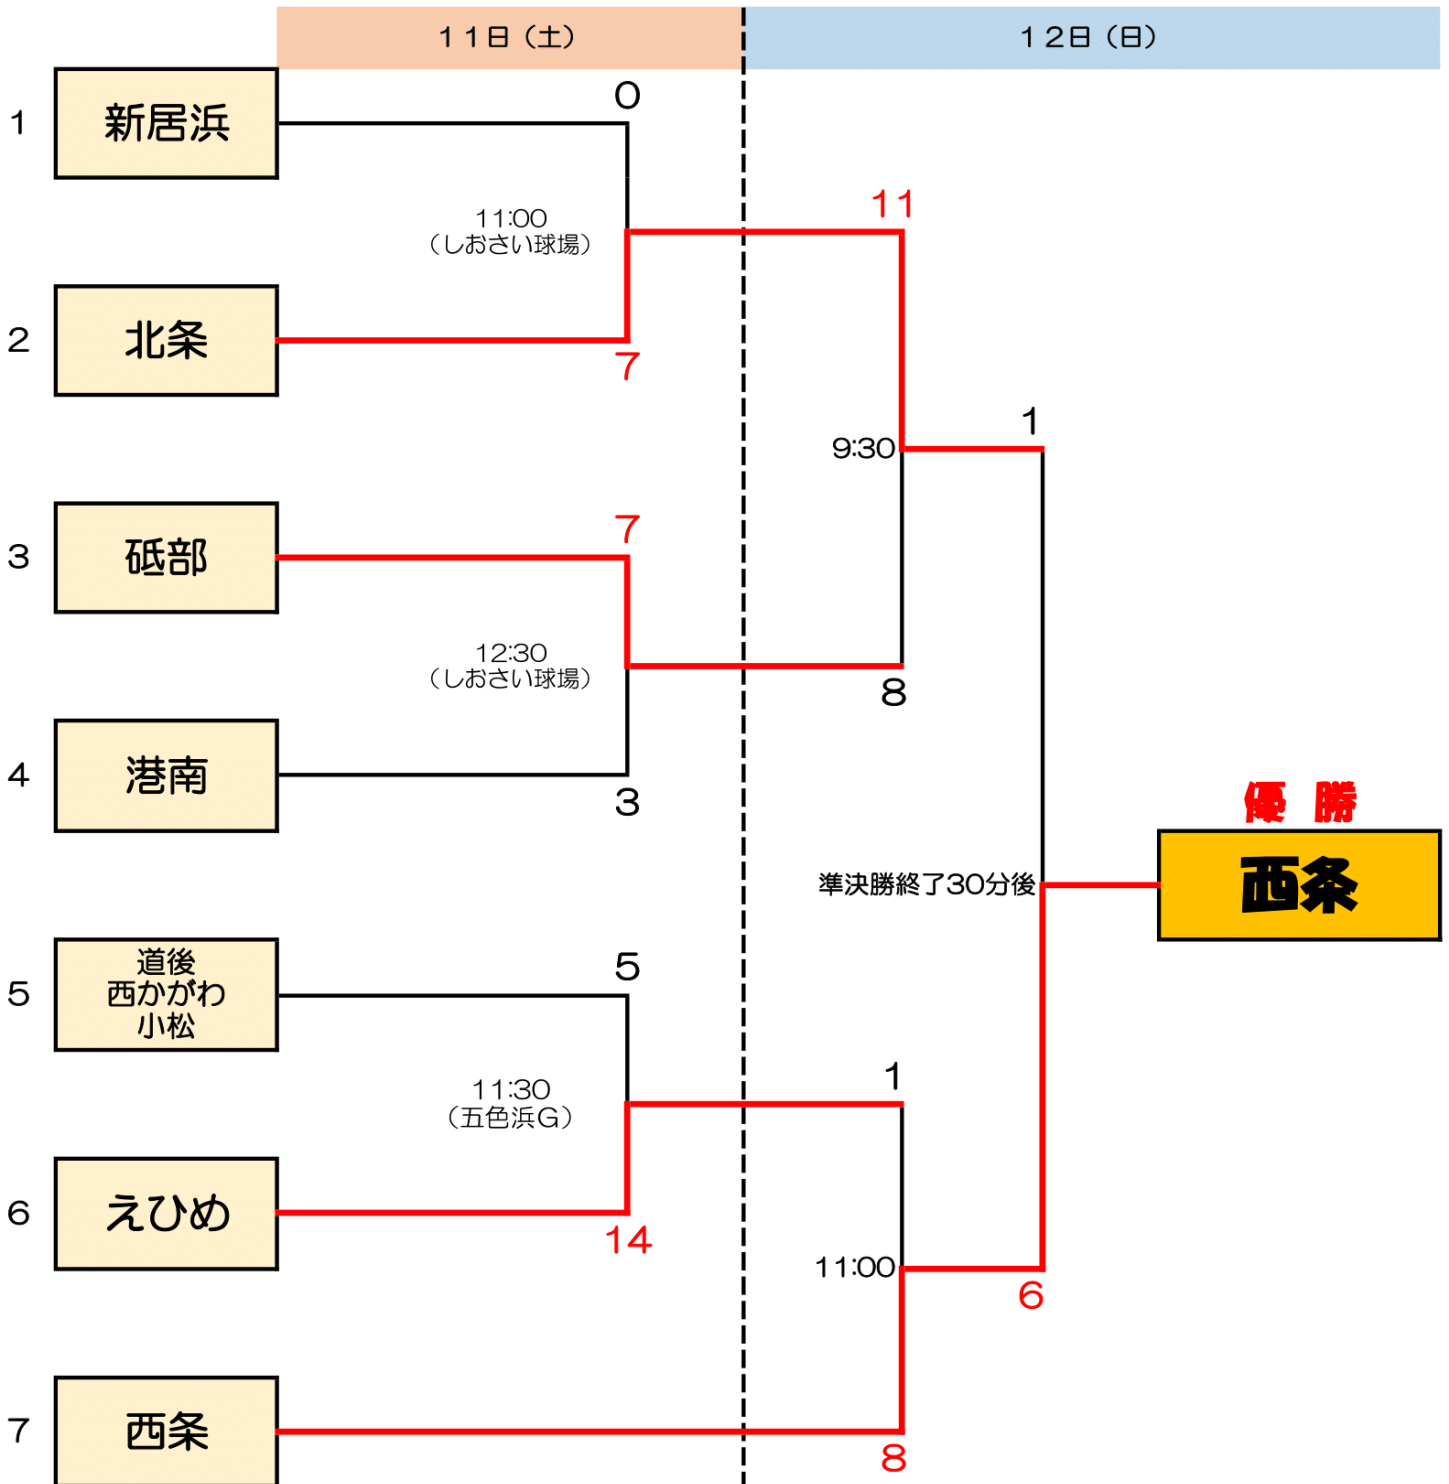 11日（土）
12日（日）
0
1
新居浜
11
11:00
（しおさい球場）
2
北条
7
1
9:30
7
3
砥部
12:30
（しおさい球場）
8
4
港南
3
優 勝
西条
準決勝終了30分後
5
道後
西かがわ
小松
5
1
11:30
（五色浜G）
6
えひめ
14
11:00
6
7
西条
8